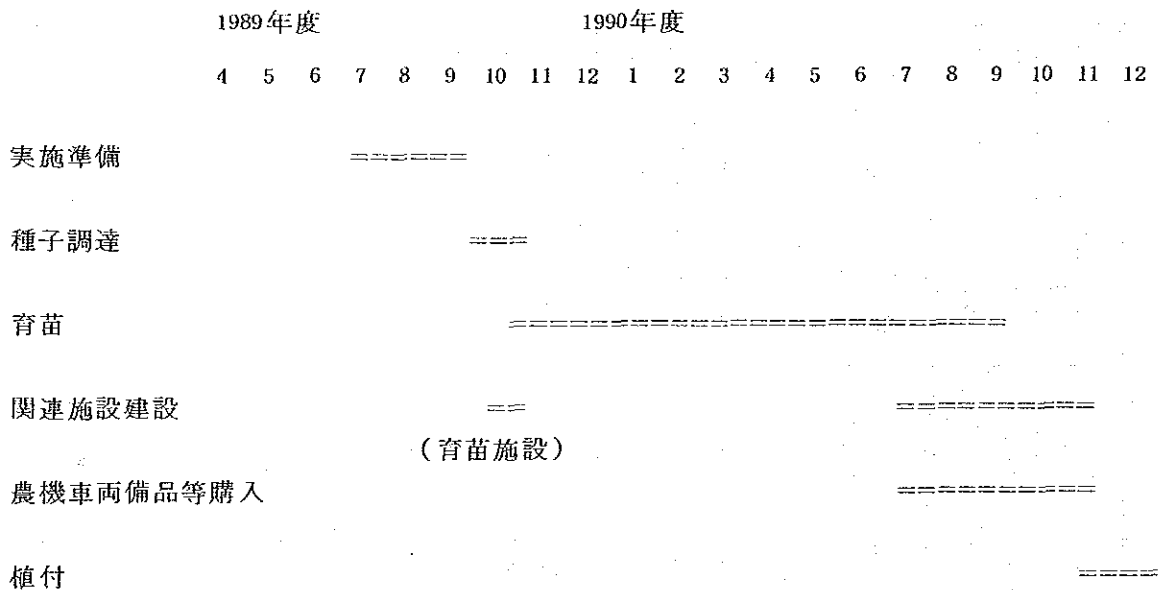 1989年度 1990年度
4 5 6 7 8 9 10 11 12 1 2 3 4 5 6 7 8 9 10 11 12
実施準備 ======
種子調達 ===
育苗 =========================
関連施設建設 == ==========
(育苗施設)
農機車両備品等購入 ==========
植付 ====